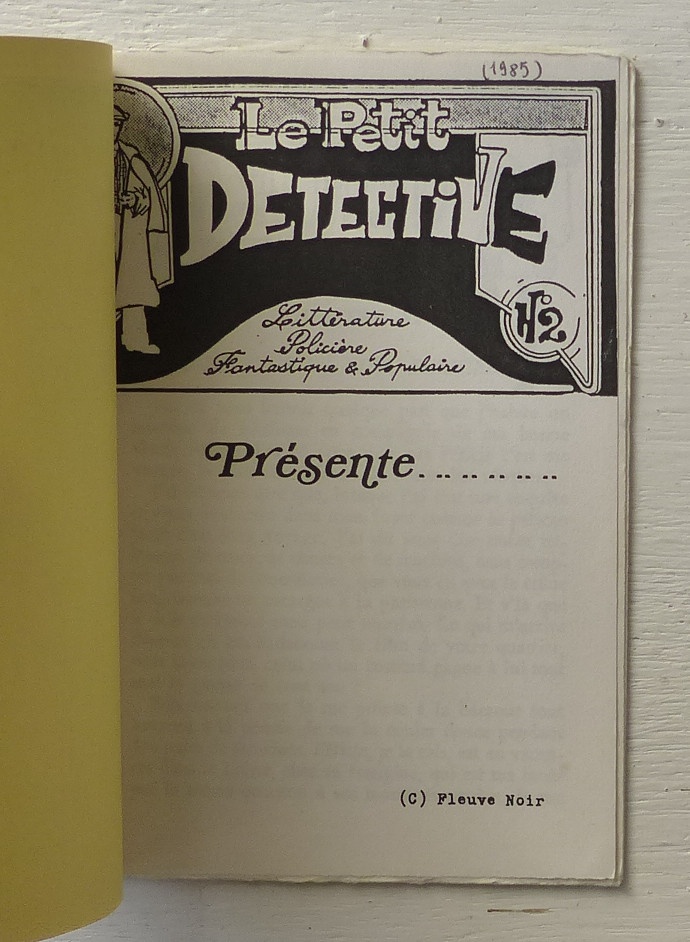 (1985)
Le Petit
DETECTIVE
N°2
Littérature
Policière
Fantastique & Populaire
Présente.. .. .. .. .. .. ..
(C) Fleuve Noir